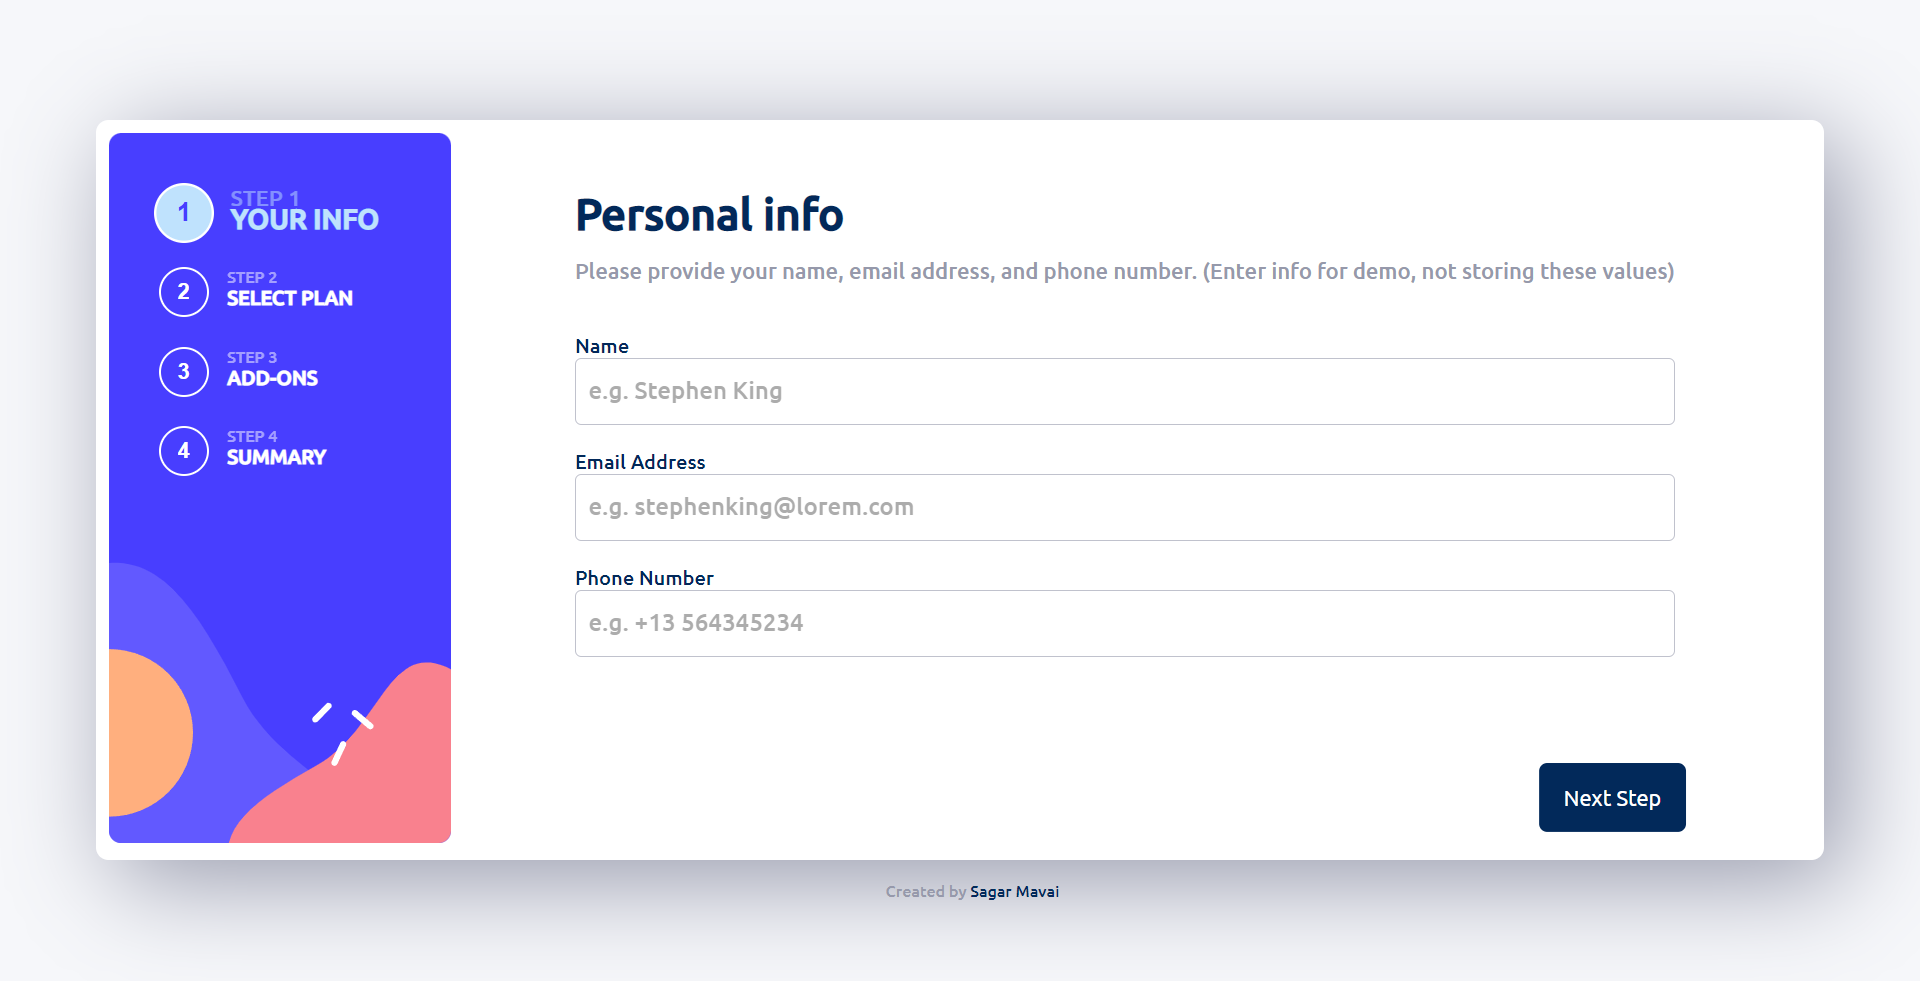 1
STEP 1
YOUR INFO
2
STEP 2
SELECT PLAN
3
STEP 3
ADD-ONS
4
STEP 4
SUMMARY
Personal info
Please provide your name, email address, and phone number. (Enter info for demo, not storing these values)
Name
e.g. Stephen King
Email Address
e.g. stephenking@lorem.com
Phone Number
e.g. +13 564345234
Next Step
Created by Sagar Mavai